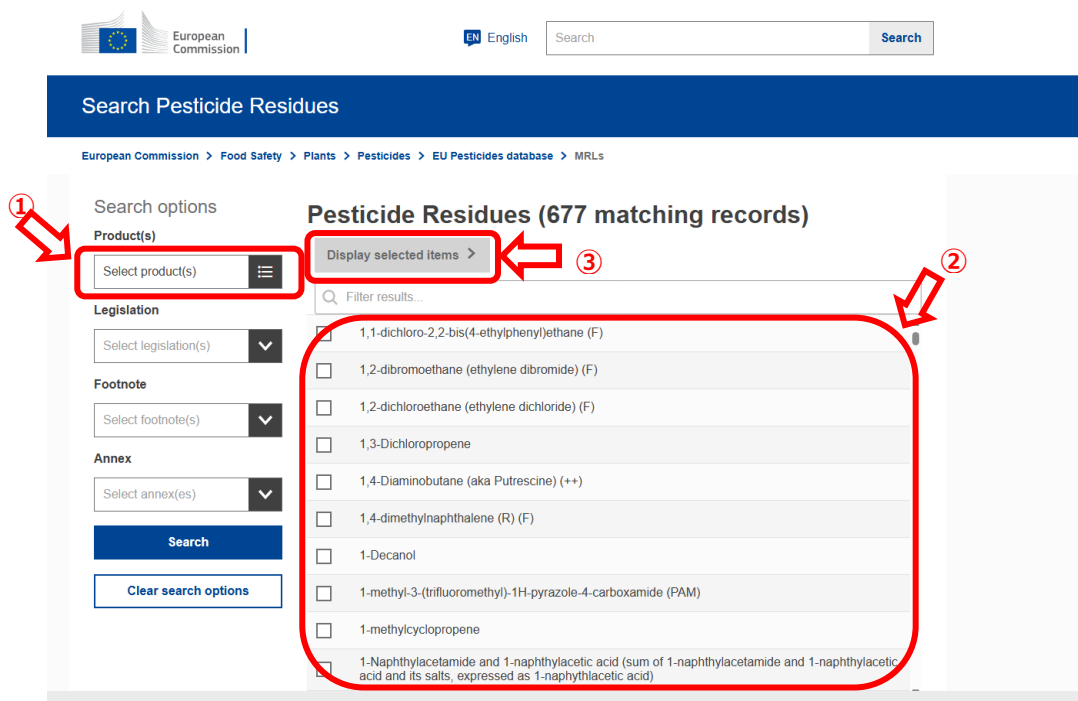 European
Commission
EN English
Search
Search
Search Pesticide Residues
European Commission > Food Safety > Plants > Pesticides > EU Pesticides database > MRLs
①
Search options
Product(s)
Select product(s)
Legislation
Select legislation(s)
Footnote
Select footnote(s)
Annex
Select annex(es)
Search
Clear search options
Pesticide Residues (677 matching records)
Display selected items >
③
②
Filter results...
1,1-dichloro-2,2-bis(4-ethylphenyl)ethane (F)
1,2-dibromoethane (ethylene dibromide) (F)
1,2-dichloroethane (ethylene dichloride) (F)
1,3-Dichloropropene
1,4-Diaminobutane (aka Putrescine) (++)
1,4-dimethylnaphthalene (R) (F)
1-Decanol
1-methyl-3-(trifluoromethyl)-1H-pyrazole-4-carboxamide (PAM)
1-methylcyclopropene
1-Naphthylacetamide and 1-naphthylacetic acid (sum of 1-naphthylacetamide and 1-naphthylacetic
acid and its salts, expressed as 1-naphythlacetic acid)